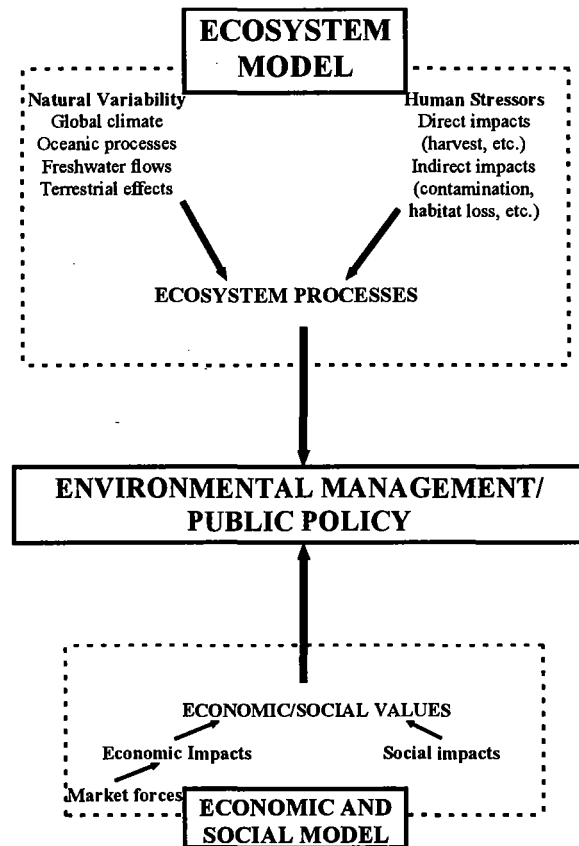 ECOSYSTEM
MODEL
Natural Variability
Global climate
Oceanic processes
Freshwater flows
Terrestrial effects
Human Stressors
Direct impacts
(harvest, etc.)
Indirect impacts
(contamination,
habitat loss, etc.)
ECOSYSTEM PROCESSES
ENVIRONMENTAL MANAGEMENT/
PUBLIC POLICY
ECONOMIC/SOCIAL VALUES
Economic Impacts
Social impacts
Market forces
ECONOMIC AND
SOCIAL MODEL